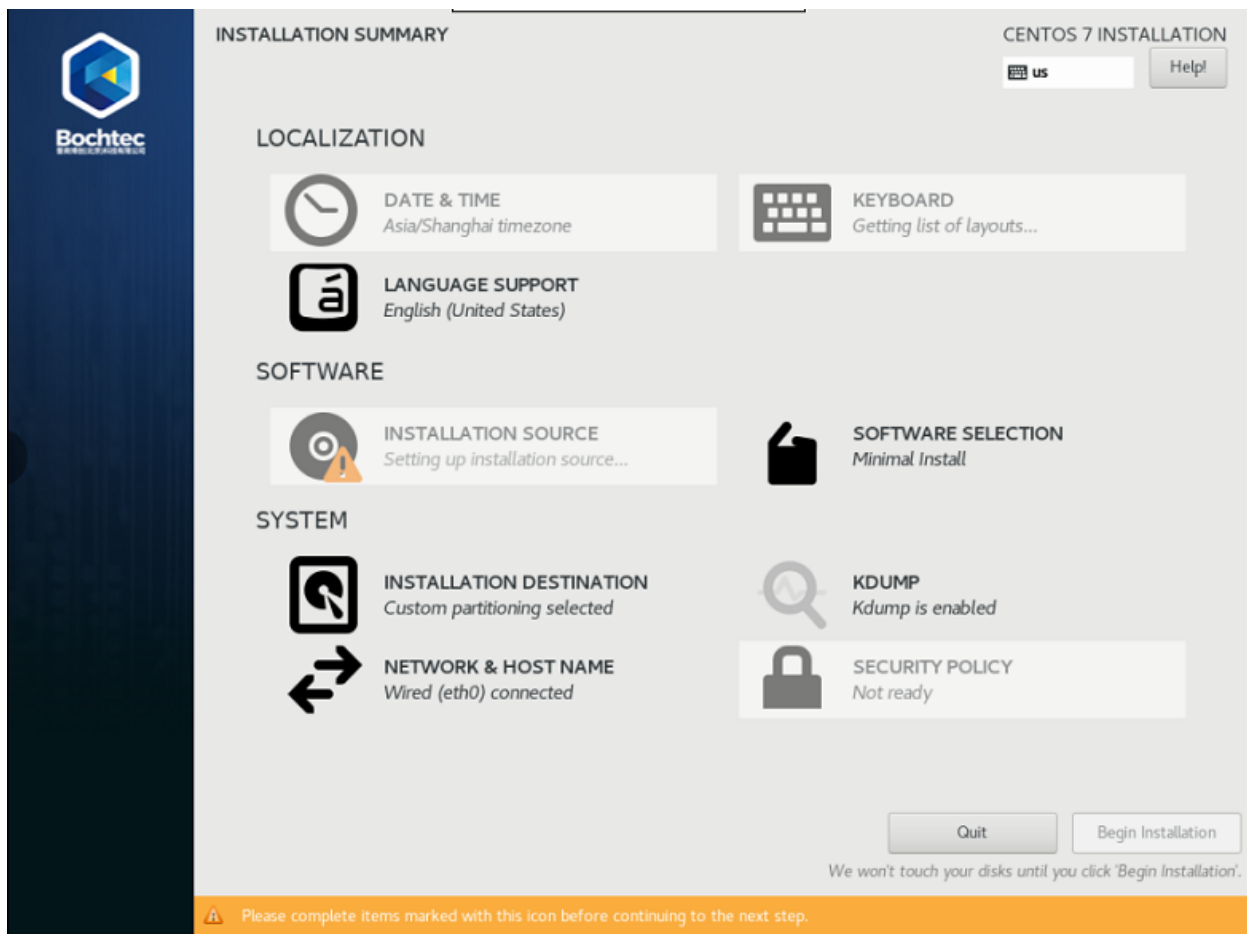 INSTALLATION SUMMARY
CENTOS 7 INSTALLATION
us
Help!
Bochtec
LOCALIZATION
DATE & TIME
Asia/Shanghai timezone
KEYBOARD
Getting list of layouts...
LANGUAGE SUPPORT
English (United States)
SOFTWARE
INSTALLATION SOURCE
Setting up installation source...
SOFTWARE SELECTION
Minimal Install
SYSTEM
INSTALLATION DESTINATION
Custom partitioning selected
KDUMP
Kdump is enabled
NETWORK & HOST NAME
Wired (eth0) connected
SECURITY POLICY
Not ready
Quit
Begin Installation
We won't touch your disks until you click 'Begin Installation'.
Please complete items marked with this icon before continuing to the next step.